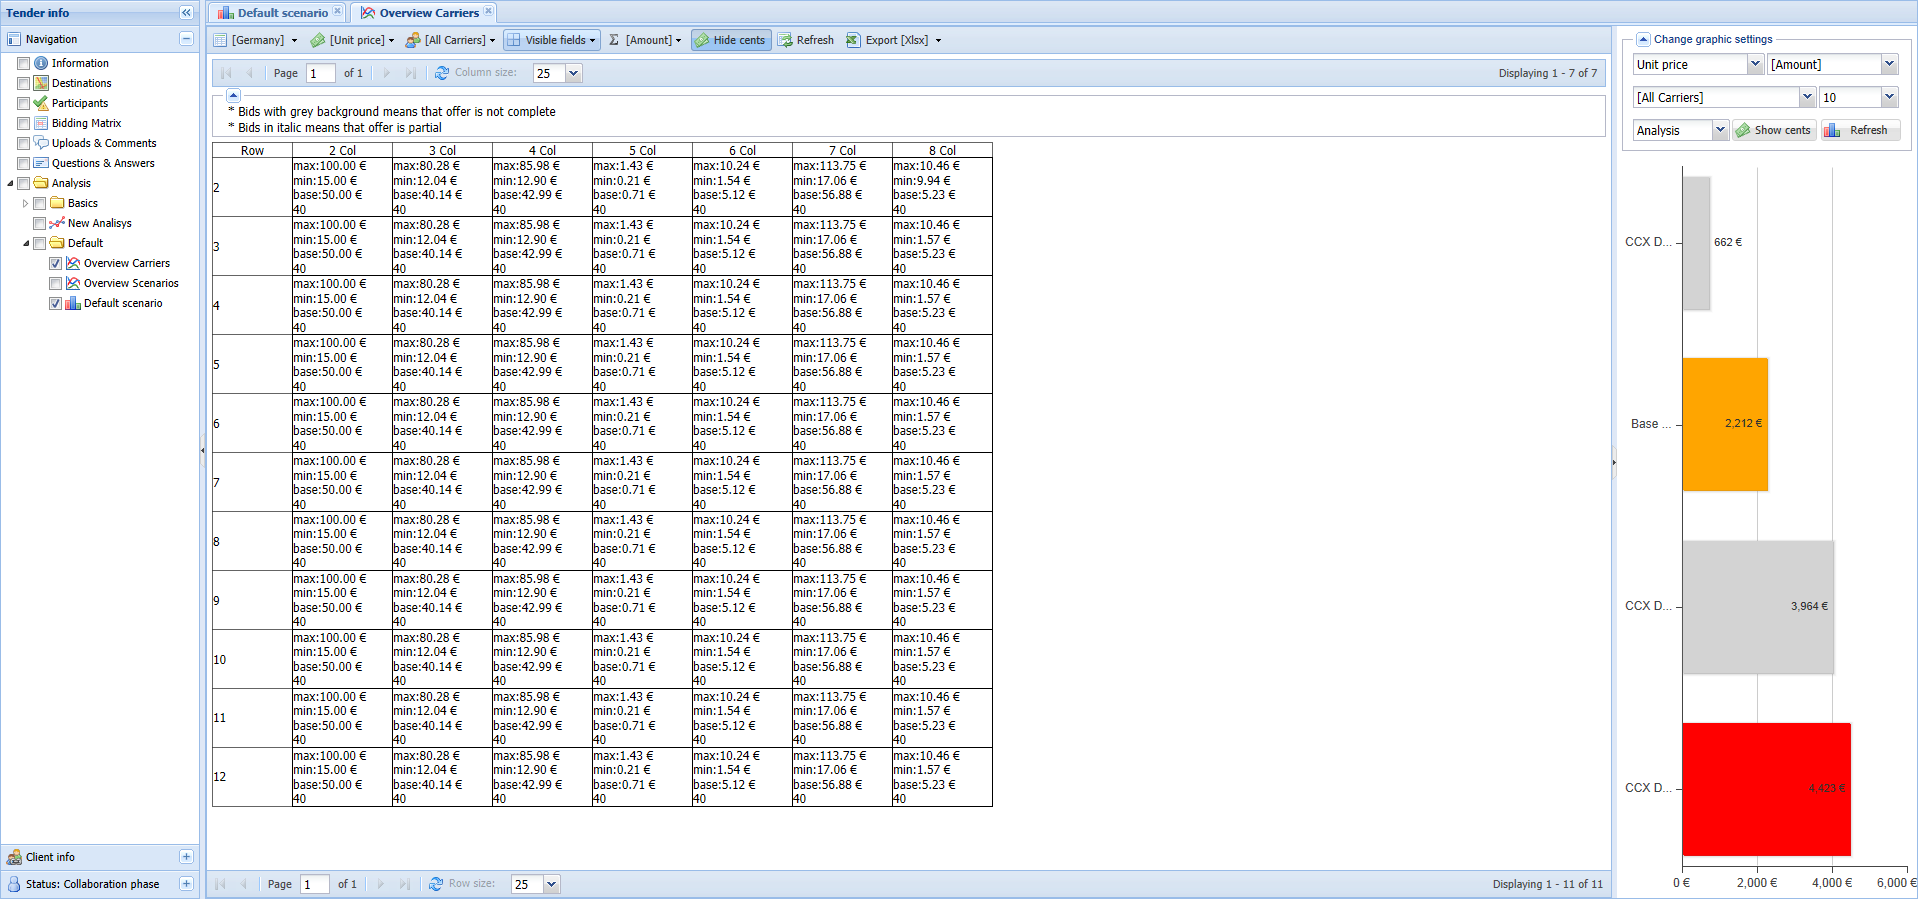 Tender info
Navigation
Information
Destinations
Participants
Bidding Matrix
Uploads & Comments
Questions & Answers
Analysis
Basics
New Analisys
Default
Overview Carriers
Overview Scenarios
Default scenario
Client info
Status: Collaboration phase
Default scenario Overview Carriers
[Germany] [Unit price] [All Carriers] Visible fields Σ [Amount] Hide cents Refresh Export [Xlsx]
Page 1 of 1 Column size: 25 Displaying 1 - 7 of 7
* Bids with grey background means that offer is not complete
* Bids in italic means that offer is partial
Row 2 Col 3 Col 4 Col 5 Col 6 Col 7 Col 8 Col
max:100.00 € max:80.28 € max:85.98 € max:1.43 € max:10.24 € max:113.75 € max:10.46 €
min:15.00 € min:12.04 € min:12.90 € min:0.21 € min:1.54 € min:17.06 € min:9.94 €
2
base:50.00 € base:40.14 € base:42.99 € base:0.71 € base:5.12 € base:56.88 € base:5.23 €
40 40 40 40 40 40 40
max:100.00 € max:80.28 € max:85.98 € max:1.43 € max:10.24 € max:113.75 € max:10.46 €
min:15.00 € min:12.04 € min:12.90 € min:0.21 € min:1.54 € min:17.06 € min:1.57 €
3
base:50.00 € base:40.14 € base:42.99 € base:0.71 € base:5.12 € base:56.88 € base:5.23 €
40 40 40 40 40 40 40
max:100.00 € max:80.28 € max:85.98 € max:1.43 € max:10.24 € max:113.75 € max:10.46 €
min:15.00 € min:12.04 € min:12.90 € min:0.21 € min:1.54 € min:17.06 € min:1.57 €
4
base:50.00 € base:40.14 € base:42.99 € base:0.71 € base:5.12 € base:56.88 € base:5.23 €
40 40 40 40 40 40 40
max:100.00 € max:80.28 € max:85.98 € max:1.43 € max:10.24 € max:113.75 € max:10.46 €
min:15.00 € min:12.04 € min:12.90 € min:0.21 € min:1.54 € min:17.06 € min:1.57 €
5
base:50.00 € base:40.14 € base:42.99 € base:0.71 € base:5.12 € base:56.88 € base:5.23 €
40 40 40 40 40 40 40
max:100.00 € max:80.28 € max:85.98 € max:1.43 € max:10.24 € max:113.75 € max:10.46 €
min:15.00 € min:12.04 € min:12.90 € min:0.21 € min:1.54 € min:17.06 € min:1.57 €
6
base:50.00 € base:40.14 € base:42.99 € base:0.71 € base:5.12 € base:56.88 € base:5.23 €
40 40 40 40 40 40 40
max:100.00 € max:80.28 € max:85.98 € max:1.43 € max:10.24 € max:113.75 € max:10.46 €
min:15.00 € min:12.04 € min:12.90 € min:0.21 € min:1.54 € min:17.06 € min:1.57 €
7
base:50.00 € base:40.14 € base:42.99 € base:0.71 € base:5.12 € base:56.88 € base:5.23 €
40 40 40 40 40 40 40
max:100.00 € max:80.28 € max:85.98 € max:1.43 € max:10.24 € max:113.75 € max:10.46 €
min:15.00 € min:12.04 € min:12.90 € min:0.21 € min:1.54 € min:17.06 € min:1.57 €
8
base:50.00 € base:40.14 € base:42.99 € base:0.71 € base:5.12 € base:56.88 € base:5.23 €
40 40 40 40 40 40 40
max:100.00 € max:80.28 € max:85.98 € max:1.43 € max:10.24 € max:113.75 € max:10.46 €
min:15.00 € min:12.04 € min:12.90 € min:0.21 € min:1.54 € min:17.06 € min:1.57 €
9
base:50.00 € base:40.14 € base:42.99 € base:0.71 € base:5.12 € base:56.88 € base:5.23 €
40 40 40 40 40 40 40
max:100.00 € max:80.28 € max:85.98 € max:1.43 € max:10.24 € max:113.75 € max:10.46 €
min:15.00 € min:12.04 € min:12.90 € min:0.21 € min:1.54 € min:17.06 € min:1.57 €
10
base:50.00 € base:40.14 € base:42.99 € base:0.71 € base:5.12 € base:56.88 € base:5.23 €
40 40 40 40 40 40 40
max:100.00 € max:80.28 € max:85.98 € max:1.43 € max:10.24 € max:113.75 € max:10.46 €
min:15.00 € min:12.04 € min:12.90 € min:0.21 € min:1.54 € min:17.06 € min:1.57 €
11
base:50.00 € base:40.14 € base:42.99 € base:0.71 € base:5.12 € base:56.88 € base:5.23 €
40 40 40 40 40 40 40
max:100.00 € max:80.28 € max:85.98 € max:1.43 € max:10.24 € max:113.75 € max:10.46 €
min:15.00 € min:12.04 € min:12.90 € min:0.21 € min:1.54 € min:17.06 € min:1.57 €
12
base:50.00 € base:40.14 € base:42.99 € base:0.71 € base:5.12 € base:56.88 € base:5.23 €
40 40 40 40 40 40 40
Page 1 of 1 Row size: 25 Displaying 1 - 11 of 11
Change graphic settings
Unit price [Amount]
[All Carriers] 10
Analysis Show cents Refresh
CCX D... 662 €
Base ... 2,212 €
CCX D... 3,964 €
CCX D... 4,423 €
0 € 2,000 € 4,000 € 6,000 €